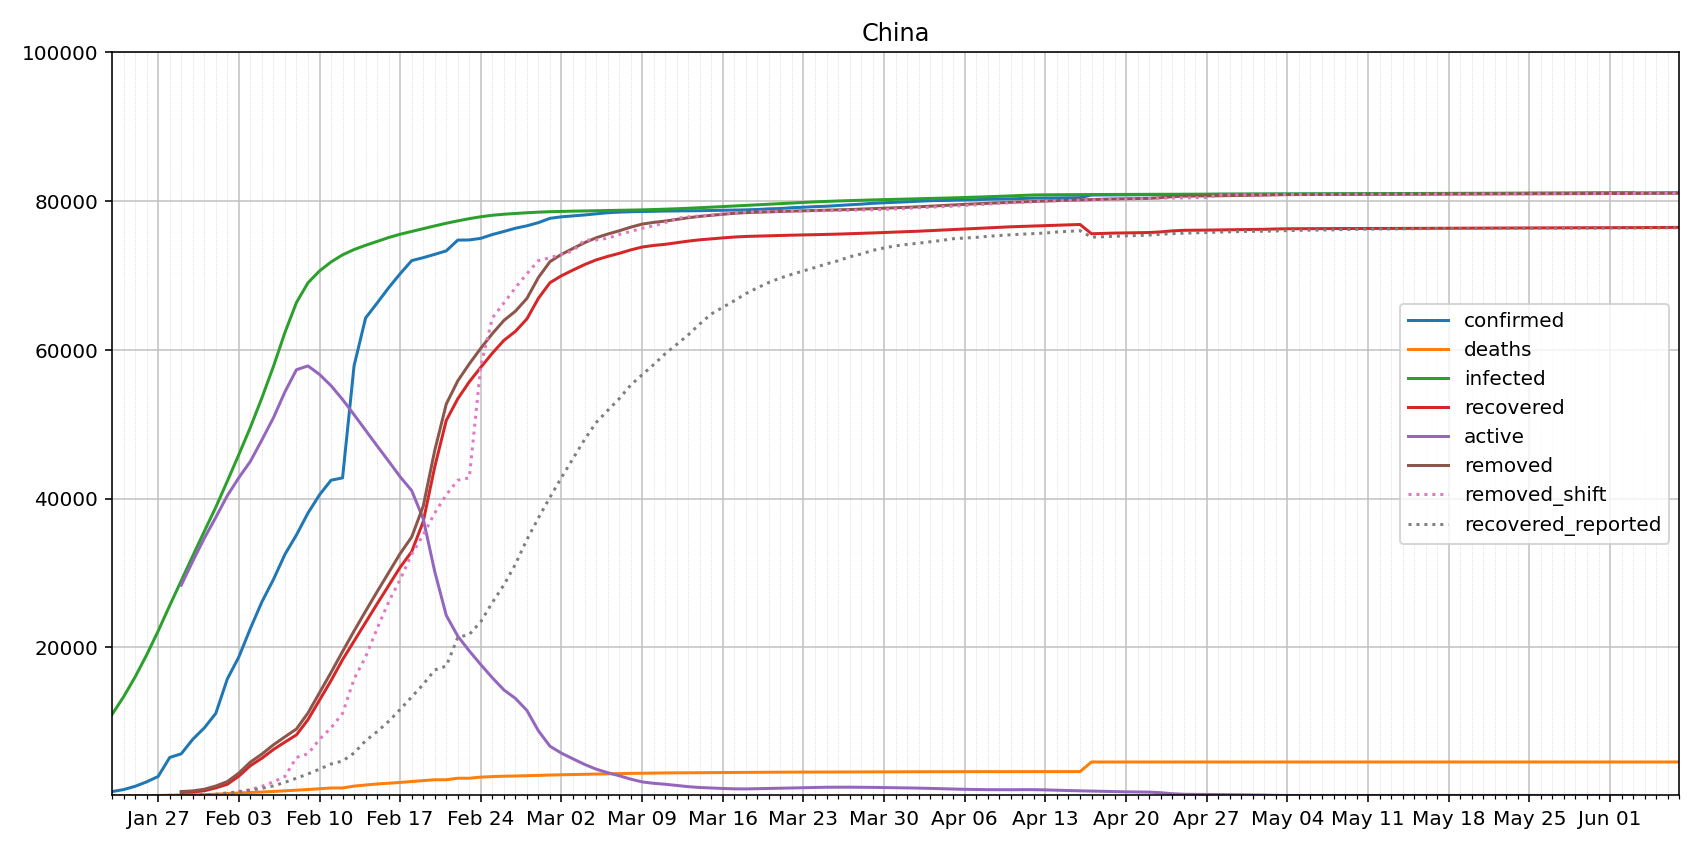 China
100000
80000
60000
40000
20000
confirmed
deaths
infected
recovered
active
removed
removed_shift
recovered_reported
Jan 27 Feb 03 Feb 10 Feb 17 Feb 24 Mar 02 Mar 09 Mar 16 Mar 23 Mar 30 Apr 06 Apr 13 Apr 20 Apr 27 May 04 May 11 May 18 May 25 Jun 01